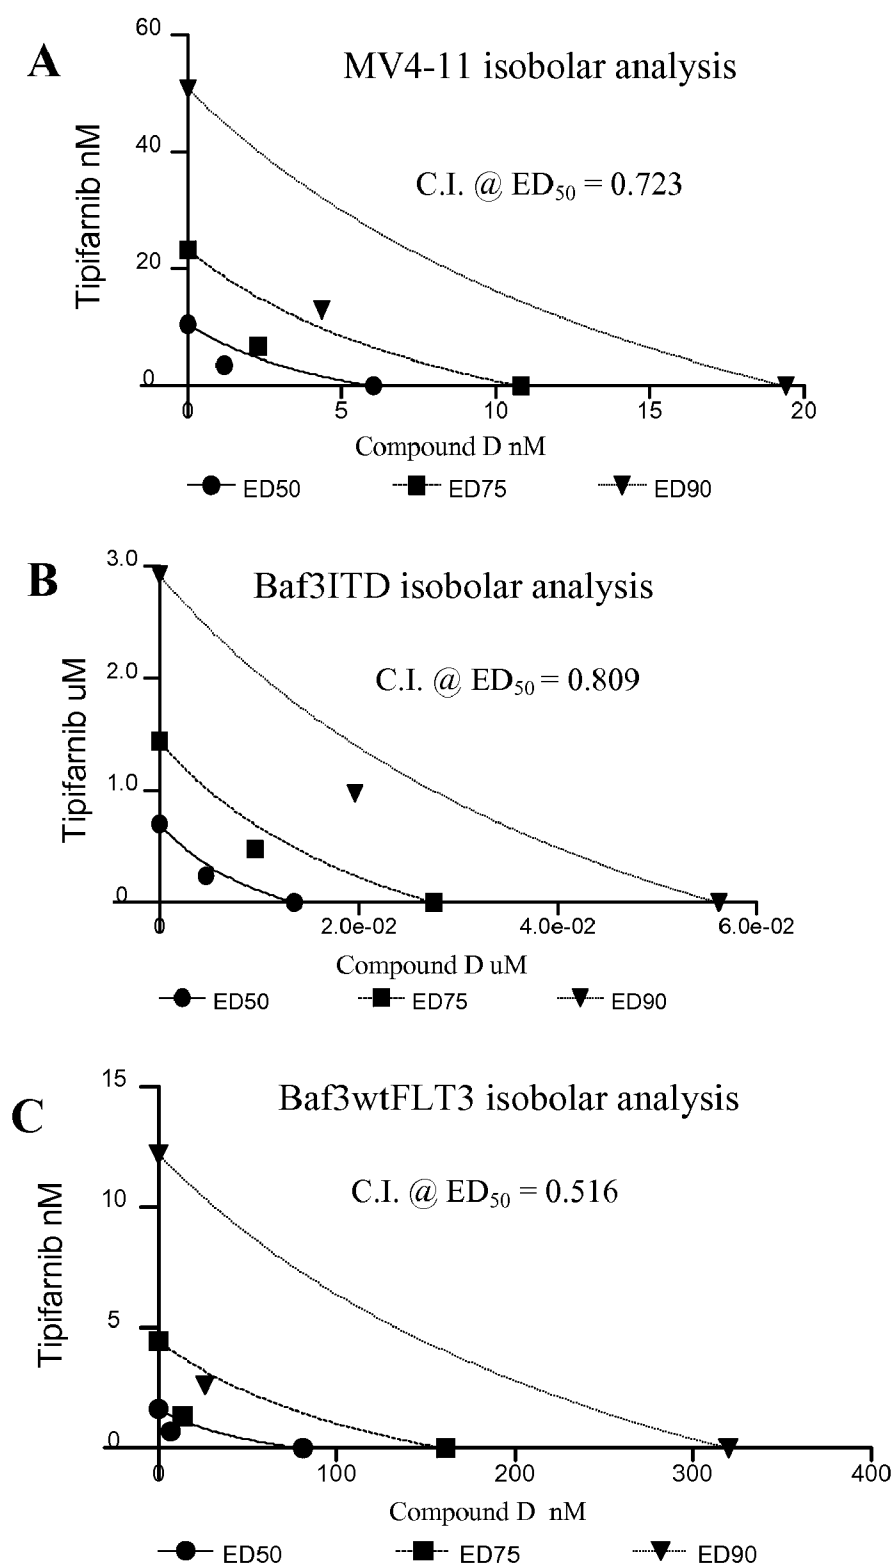 A
MV4-11 isobolar analysis
C.I. @ ED50 = 0.723
Tipifarnib nM
60
40
20
0
0 5 10 15 20
Compound D nM
ED50 ED75 ED90
B
Baf3ITD isobolar analysis
C.I. @ ED50 = 0.809
Tipifarnib uM
3.0
2.0
1.0
0
0 2.0e-02 4.0e-02 6.0e-02
Compound D uM
ED50 ED75 ED90
C
Baf3wtFLT3 isobolar analysis
C.I. @ ED50 = 0.516
Tipifarnib nM
15
10
5
0
0 100 200 300 400
Compound D nM
ED50 ED75 ED90